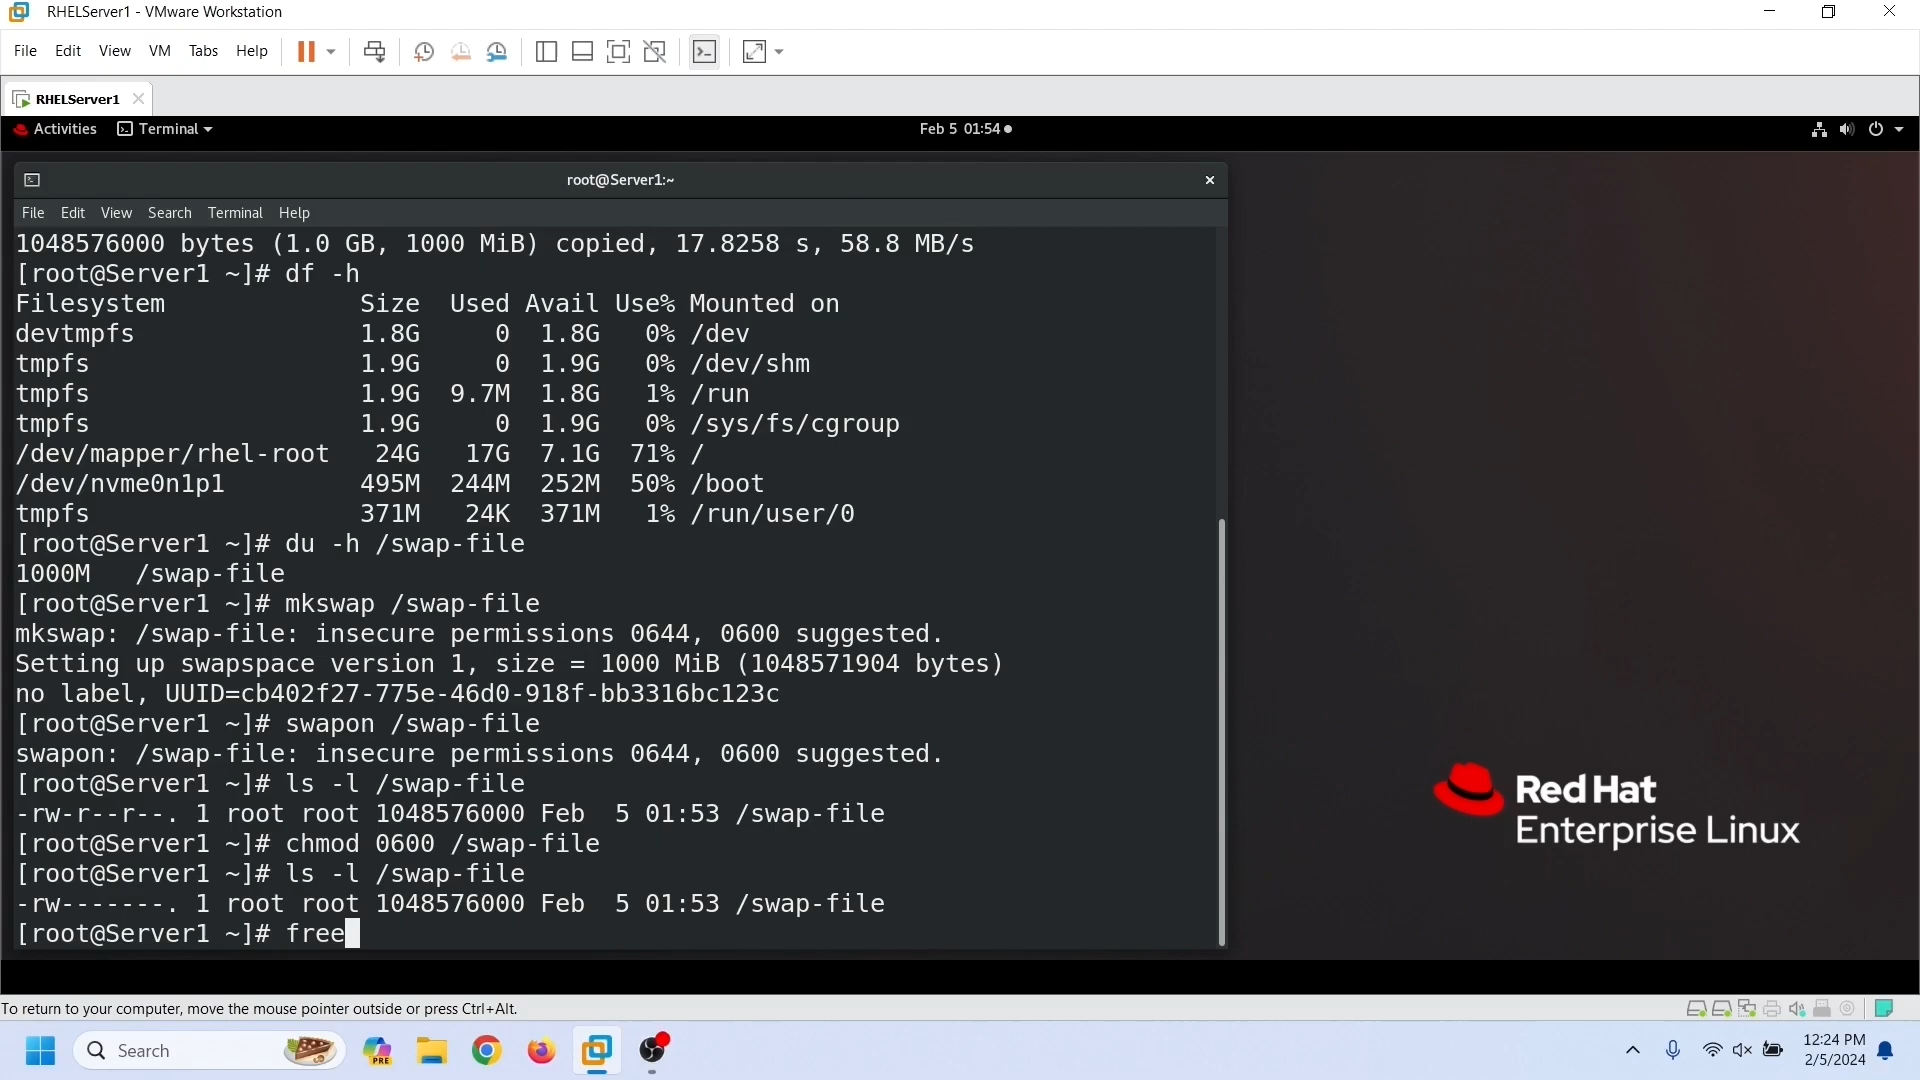 RHELServer1 - VMware Workstation
File Edit View VM Tabs Help
RHELServer1
Activities Terminal Feb 5 01:54
root@Server1:~
File Edit View Search Terminal Help
1048576000 bytes (1.0 GB, 1000 MiB) copied, 17.8258 s, 58.8 MB/s
[root@Server1 ~]# df -h
Filesystem Size Used Avail Use% Mounted on
devtmpfs 1.8G 0 1.8G 0% /dev
tmpfs 1.9G 0 1.9G 0% /dev/shm
tmpfs 1.9G 9.7M 1.8G 1% /run
tmpfs 1.9G 0 1.9G 0% /sys/fs/cgroup
/dev/mapper/rhel-root 24G 17G 7.1G 71% /
/dev/nvme0n1p1 495M 244M 252M 50% /boot
tmpfs 371M 24K 371M 1% /run/user/0
[root@Server1 ~]# du -h /swap-file
1000M /swap-file
[root@Server1 ~]# mkswap /swap-file
mkswap: /swap-file: insecure permissions 0644, 0600 suggested.
Setting up swapspace version 1, size = 1000 MiB (1048571904 bytes)
no label, UUID=cb402f27-775e-46d0-918f-bb3316bc123c
[root@Server1 ~]# swapon /swap-file
swapon: /swap-file: insecure permissions 0644, 0600 suggested.
[root@Server1 ~]# ls -l /swap-file
-rw-r--r--. 1 root root 1048576000 Feb 5 01:53 /swap-file
[root@Server1 ~]# chmod 0600 /swap-file
[root@Server1 ~]# ls -l /swap-file
-rw-------. 1 root root 1048576000 Feb 5 01:53 /swap-file
[root@Server1 ~]# free
Red Hat
Enterprise Linux
To return to your computer, move the mouse pointer outside or press Ctrl+Alt.
Search
PRE
12:24 PM
2/5/2024